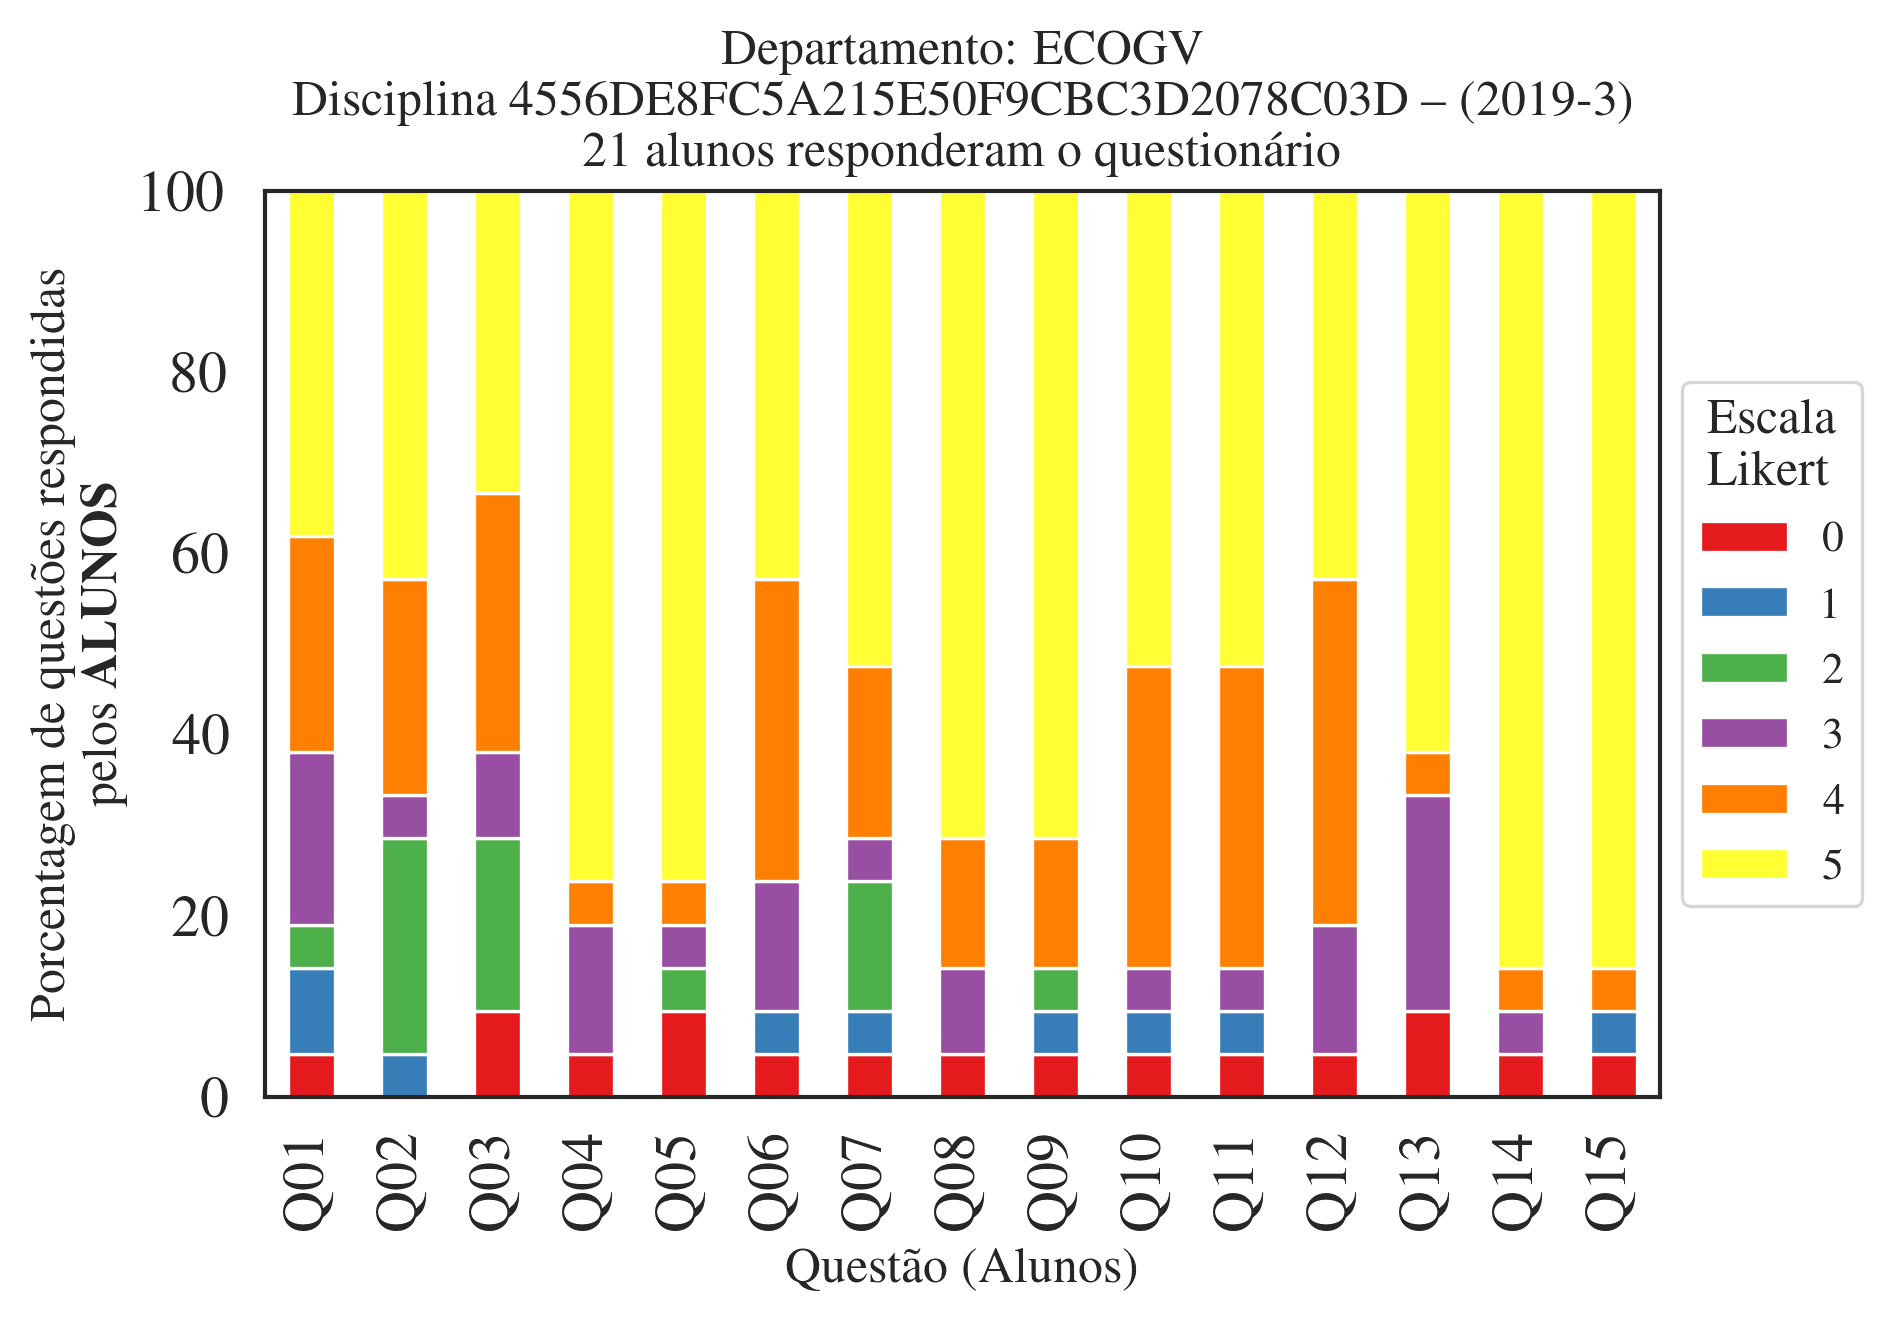 Departamento: ECOGV
Disciplina 4556DE8FC5A215E50F9CBC3D2078C03D – (2019-3)
21 alunos responderam o questionário
Porcentagem de questões respondidas
pelos ALUNOS
100
80
60
40
20
0
Q01
Q02
Q03
Q04
Q05
Q06
Q07
Q08
Q09
Q10
Q11
Q12
Q13
Q14
Q15
Questão (Alunos)
Escala
Likert
0
1
2
3
4
5